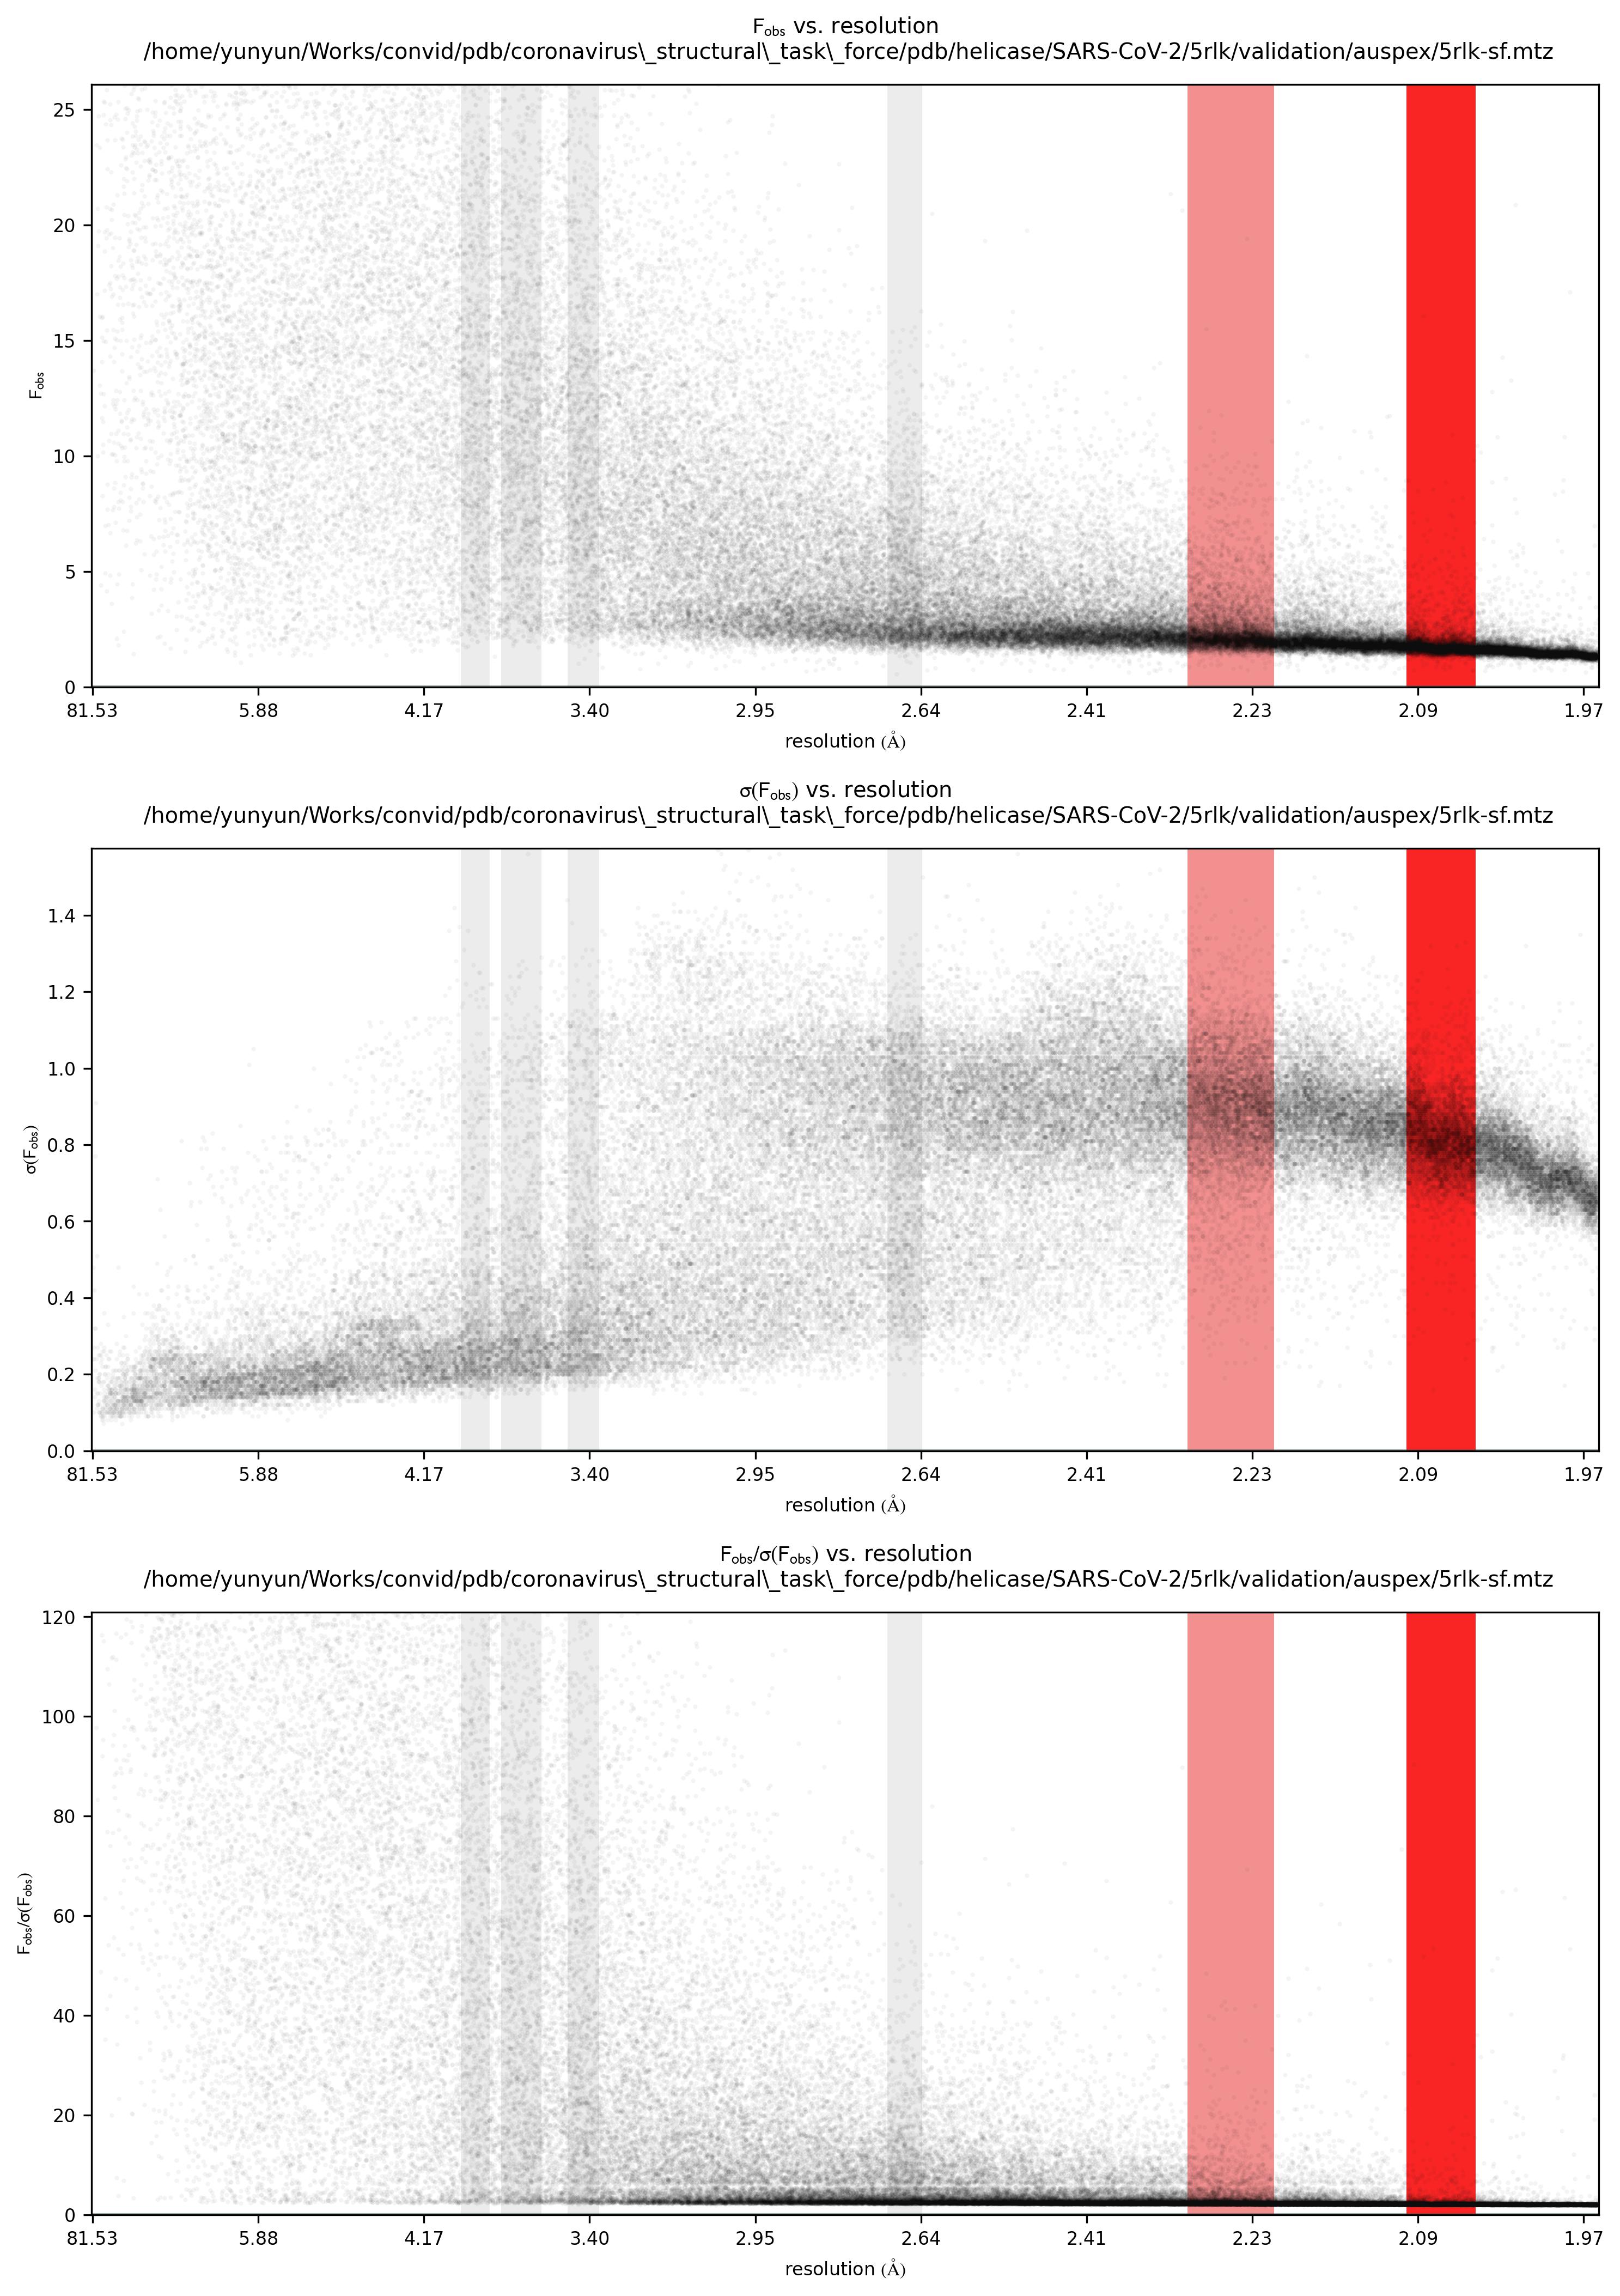 Fobs vs. resolution
/home/yunyun/Works/convid/pdb/coronavirus\_structural\_task\_force/pdb/helicase/SARS-CoV-2/5rlk/validation/auspex/5rlk-sf.mtz
25
20
15
10
5
0
Fobs
81.53 5.88 4.17 3.40 2.95 2.64 2.41 2.23 2.09 1.97
resolution (Å)
σ(Fobs) vs. resolution
/home/yunyun/Works/convid/pdb/coronavirus\_structural\_task\_force/pdb/helicase/SARS-CoV-2/5rlk/validation/auspex/5rlk-sf.mtz
1.4
1.2
1.0
0.8
0.6
0.4
0.2
0.0
σ(Fobs)
81.53 5.88 4.17 3.40 2.95 2.64 2.41 2.23 2.09 1.97
resolution (Å)
Fobs/σ(Fobs) vs. resolution
/home/yunyun/Works/convid/pdb/coronavirus\_structural\_task\_force/pdb/helicase/SARS-CoV-2/5rlk/validation/auspex/5rlk-sf.mtz
120
100
80
60
40
20
0
Fobs/σ(Fobs)
81.53 5.88 4.17 3.40 2.95 2.64 2.41 2.23 2.09 1.97
resolution (Å)